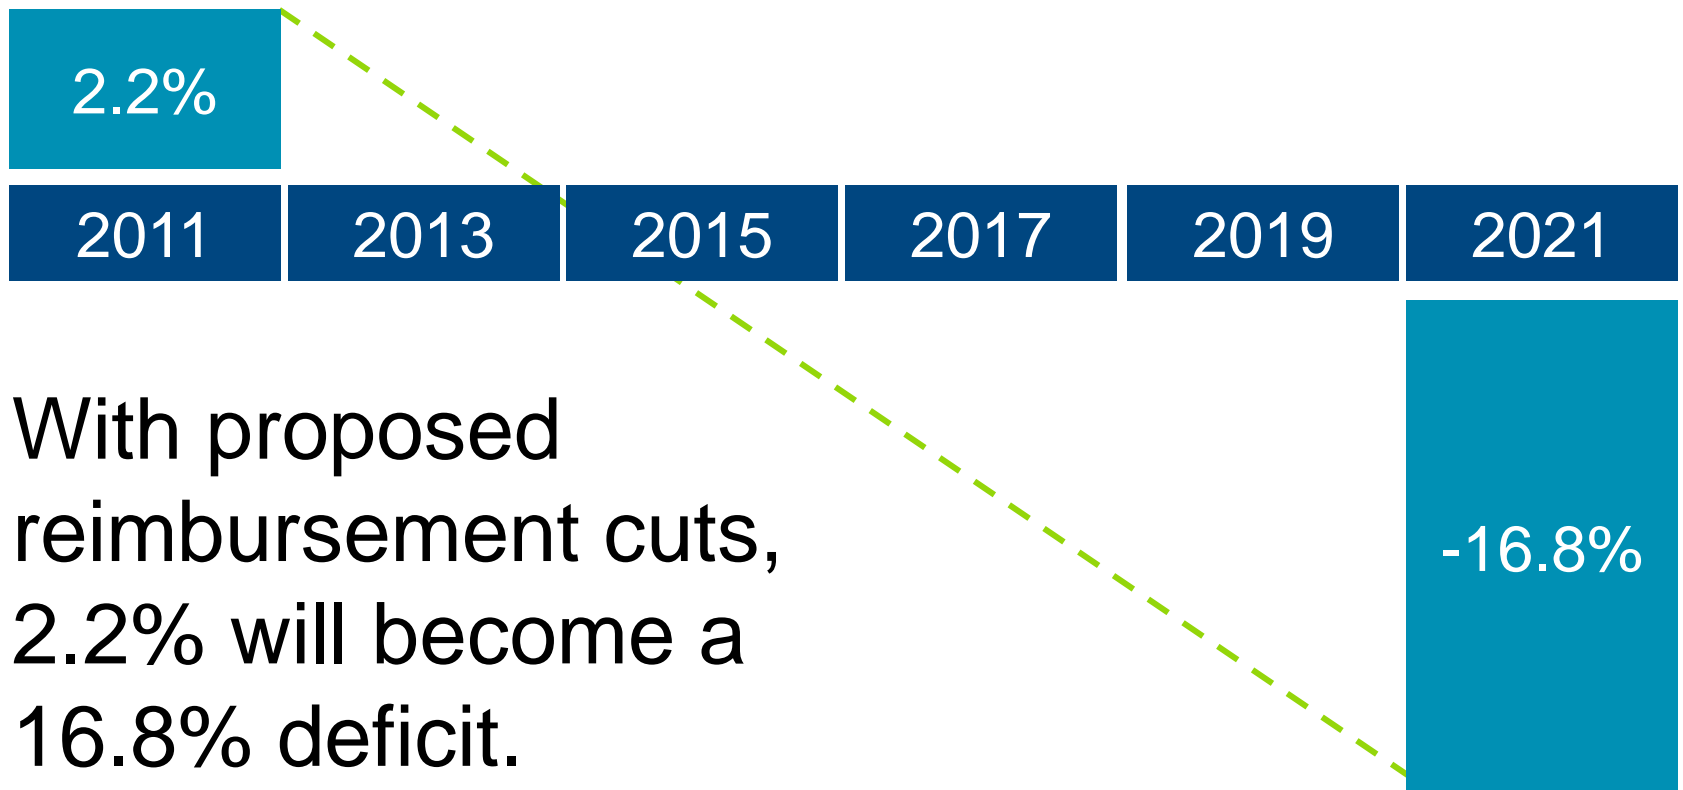 2.2%
2011 2013 2015 2017 2019 2021
With proposed
reimbursement cuts,
2.2% will become a
16.8% deficit.
-16.8%